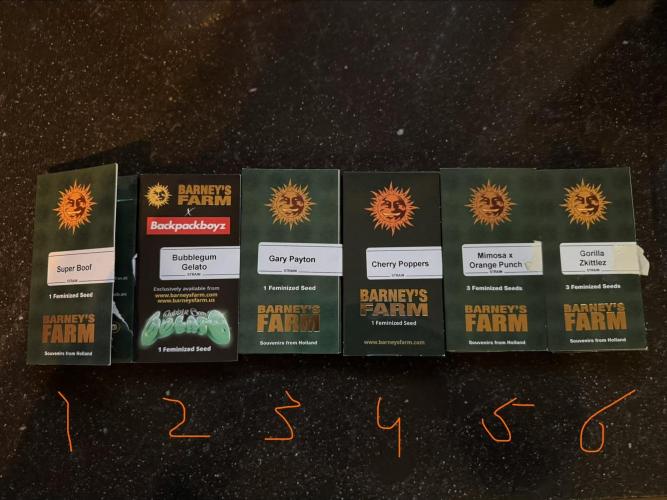 Super Boof
STRAIN
1 Feminized Seed
BARNEY'S
FARM
Souvenirs from Holland
BARNEY'S
FARM
x
Backpackboyz
Bubblegum
Gelato
STRAIN
Exclusively available from
www.barneysfarm.com
www.barneysfarm.us
1 Feminized Seed
Gary Payton
STRAIN
1 Feminized Seed
BARNEY'S
FARM
Souvenirs from Holland
Cherry Poppers
STRAIN
BARNEY'S
FARM
1 Feminized Seed
www.barneysfarm.com
Mimosa x
Orange Punch
STRAIN
3 Feminized Seeds
BARNEY'S
FARM
Souvenirs from Holland
Gorilla
Zkittlez
STRAIN
3 Feminized Seeds
BARNEY'S
FARM
Souvenirs from Holland
1 2 3 4 5 6